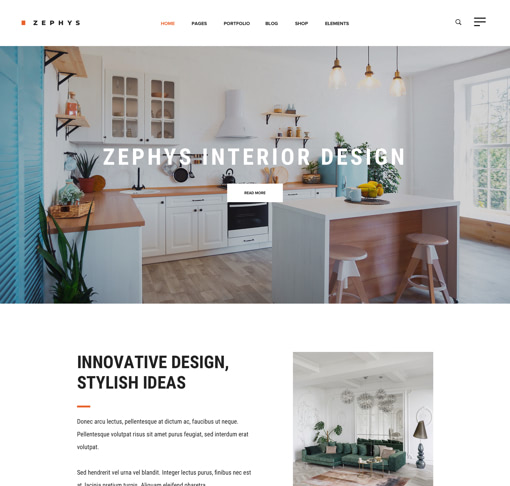 ZEPHYS
HOME PAGES PORTFOLIO BLOG SHOP ELEMENTS
ZEPHYS INTERIOR DESIGN
READ MORE
INNOVATIVE DESIGN,
STYLISH IDEAS
Donec arcu lectus, pellentesque at dictum ac, faucibus ut neque.
Pellentesque volutpat risus sit amet purus feugiat, sed interdum erat
volutpat.
Sed hendrerit vel urna vel blandit. Integer lectus purus, finibus nec est
at, lacinia pretium turpis. Aliquam eleifend pharetra